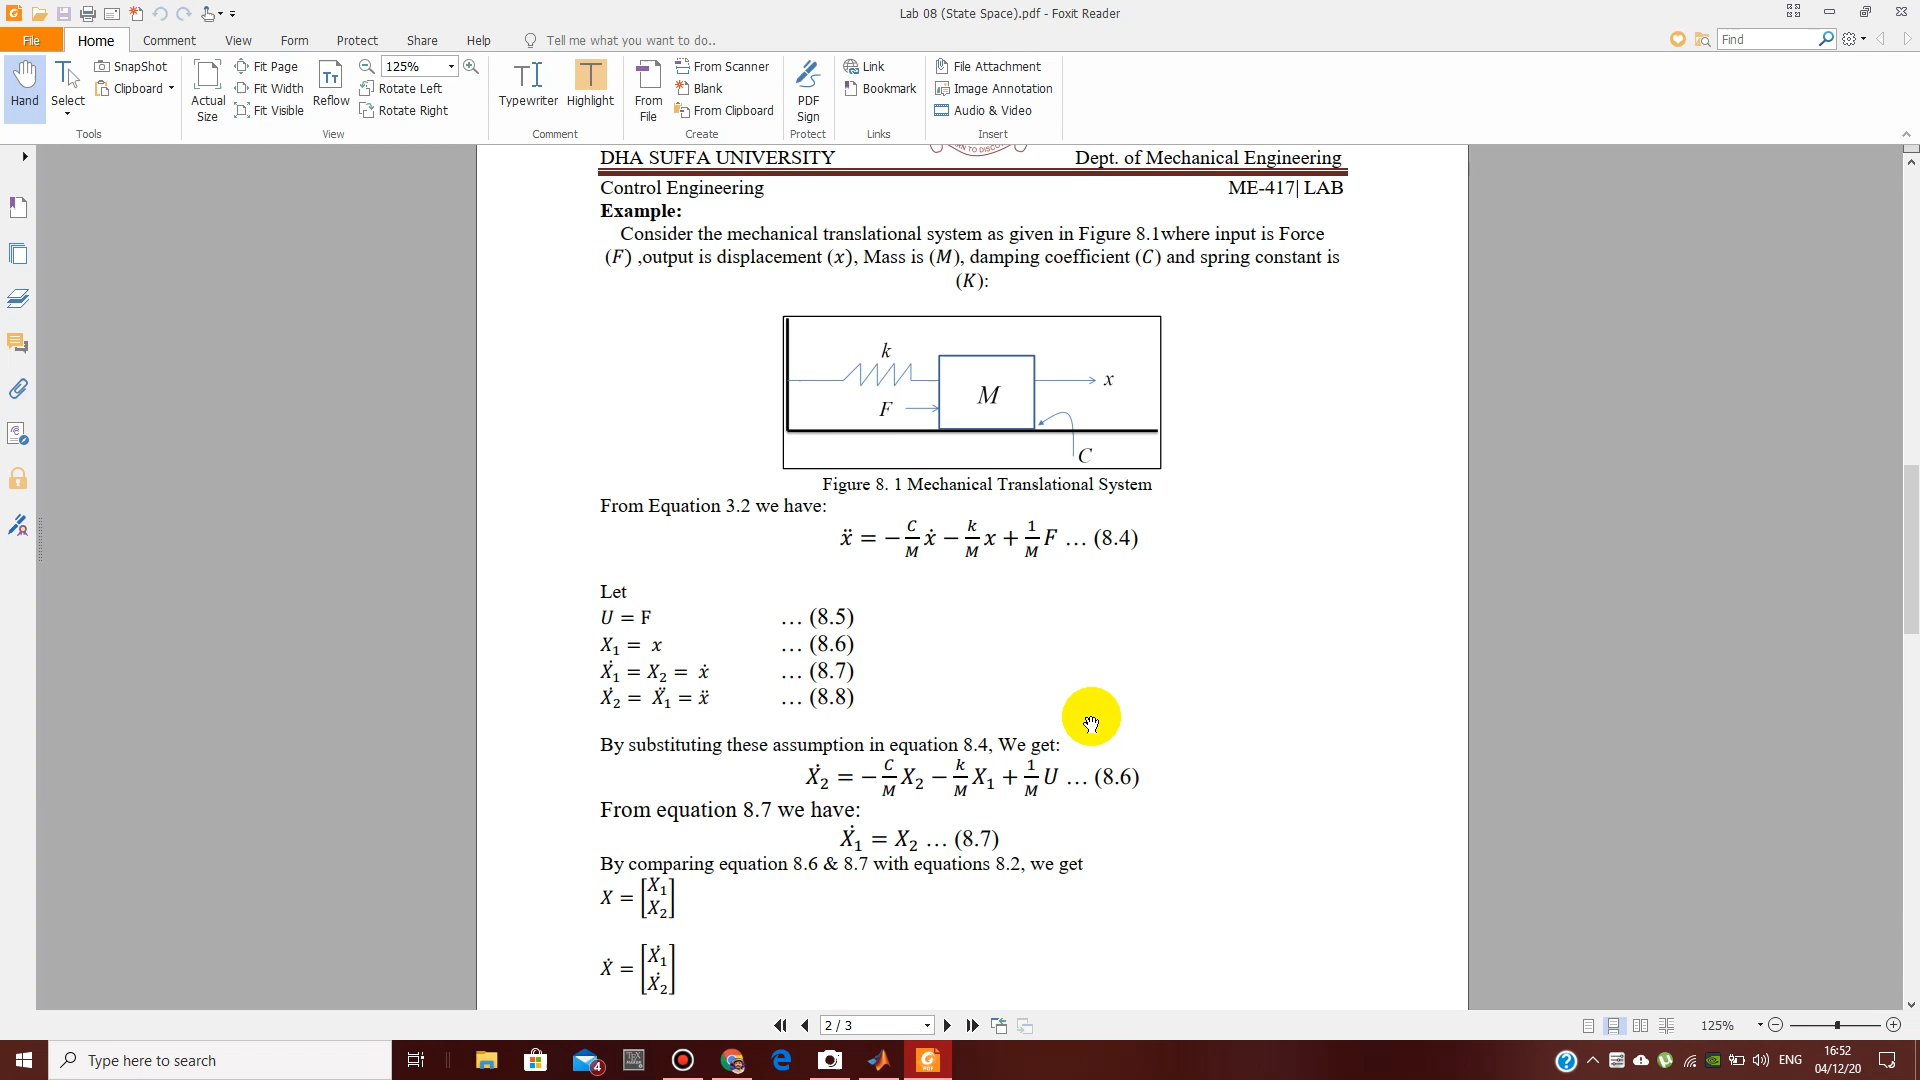 Lab 08 (State Space).pdf - Foxit Reader
File Home Comment View Form Protect Share Help Tell me what you want to do..
Find
Hand
Select
SnapShot
Clipboard
Tools
Actual Size
Fit Page
Fit Width
Fit Visible
Reflow
125%
Rotate Left
Rotate Right
View
Typewriter
Highlight
Comment
From File
From Scanner
Blank
From Clipboard
Create
PDF Sign
Protect
Link
Bookmark
Links
File Attachment
Image Annotation
Audio & Video
Insert
DHA SUFFA UNIVERSITY Dept. of Mechanical Engineering
Control Engineering ME-417| LAB
Example:
Consider the mechanical translational system as given in Figure 8.1where input is Force
(F) ,output is displacement (x), Mass is (M), damping coefficient (C) and spring constant is
(K):
k
F
M
x
C
Figure 8. 1 Mechanical Translational System
From Equation 3.2 we have:
ẍ = −C/M ẋ − k/M x + 1/M F … (8.4)
Let
U = F … (8.5)
X₁ = x … (8.6)
Ẋ₁ = X₂ = ẋ … (8.7)
Ẋ₂ = Ẍ₁ = ẍ … (8.8)
By substituting these assumption in equation 8.4, We get:
Ẋ₂ = −C/M X₂ − k/M X₁ + 1/M U … (8.6)
From equation 8.7 we have:
Ẋ₁ = X₂ … (8.7)
By comparing equation 8.6 & 8.7 with equations 8.2, we get
X = [X₁ X₂]
Ẋ = [Ẋ₁ Ẋ₂]
2 / 3
125%
Type here to search
4
ENG
16:52
04/12/20